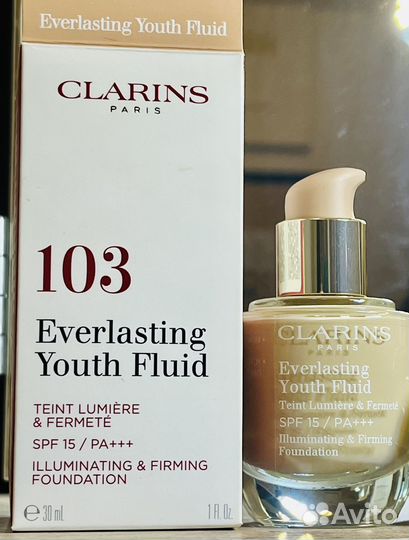 Everlasting Youth Fluid
CLARINS
PARIS
103
Everlasting
Youth Fluid
TEINT LUMIÈRE
& FERMETÉ
SPF 15 / PA+++
ILLUMINATING & FIRMING
FOUNDATION
e 30 mL 1 Fl. Oz.
CLARINS
PARIS
Everlasting
Youth Fluid
Teint Lumière & Fermeté
SPF 15 / PA+++
Illuminating & Firming
Foundation
Avito